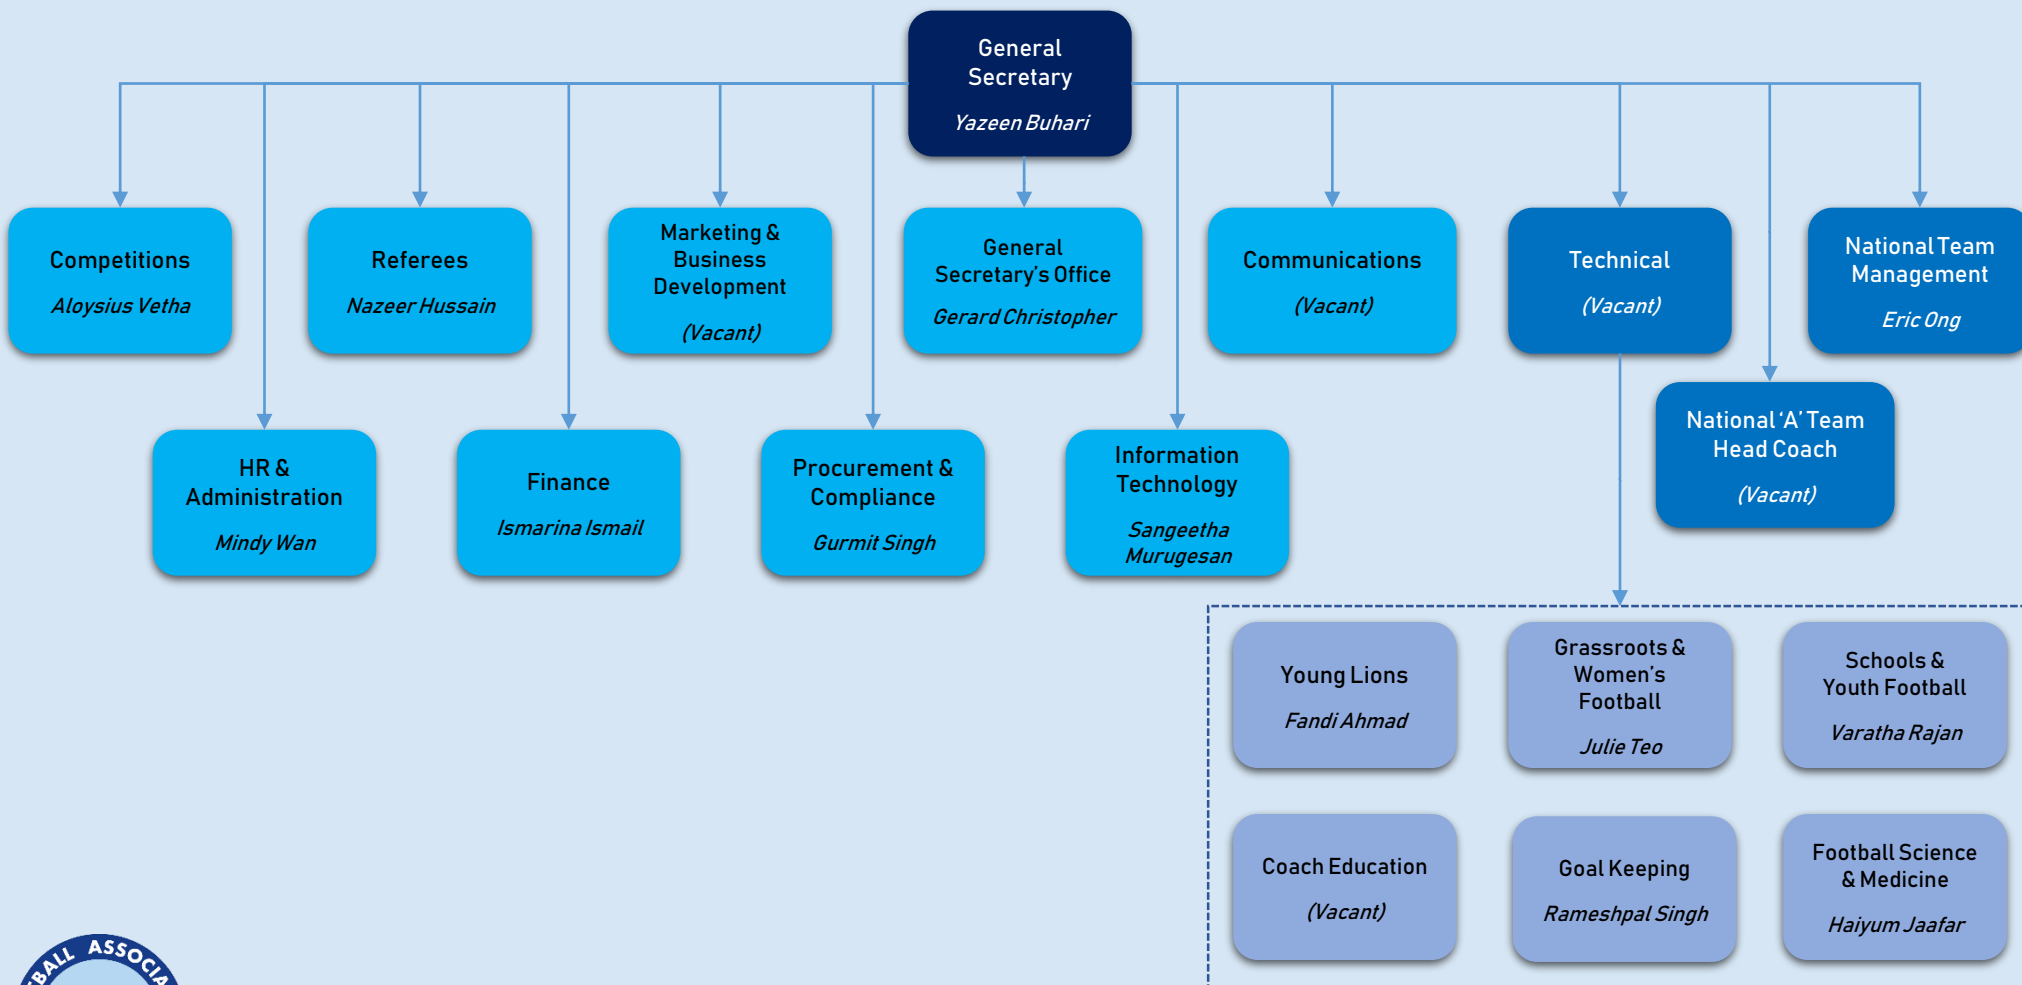 General
Secretary
Yazeen Buhari
Competitions
Aloysius Vetha
Referees
Nazeer Hussain
Marketing &
Business
Development
(Vacant)
General
Secretary’s Office
Gerard Christopher
Communications
(Vacant)
Technical
(Vacant)
National Team
Management
Eric Ong
HR &
Administration
Mindy Wan
Finance
Ismarina Ismail
Procurement &
Compliance
Gurmit Singh
Information
Technology
Sangeetha
Murugesan
National ‘A’ Team
Head Coach
(Vacant)
Young Lions
Fandi Ahmad
Grassroots &
Women’s
Football
Julie Teo
Schools &
Youth Football
Varatha Rajan
Coach Education
(Vacant)
Goal Keeping
Rameshpal Singh
Football Science
& Medicine
Haiyum Jaafar